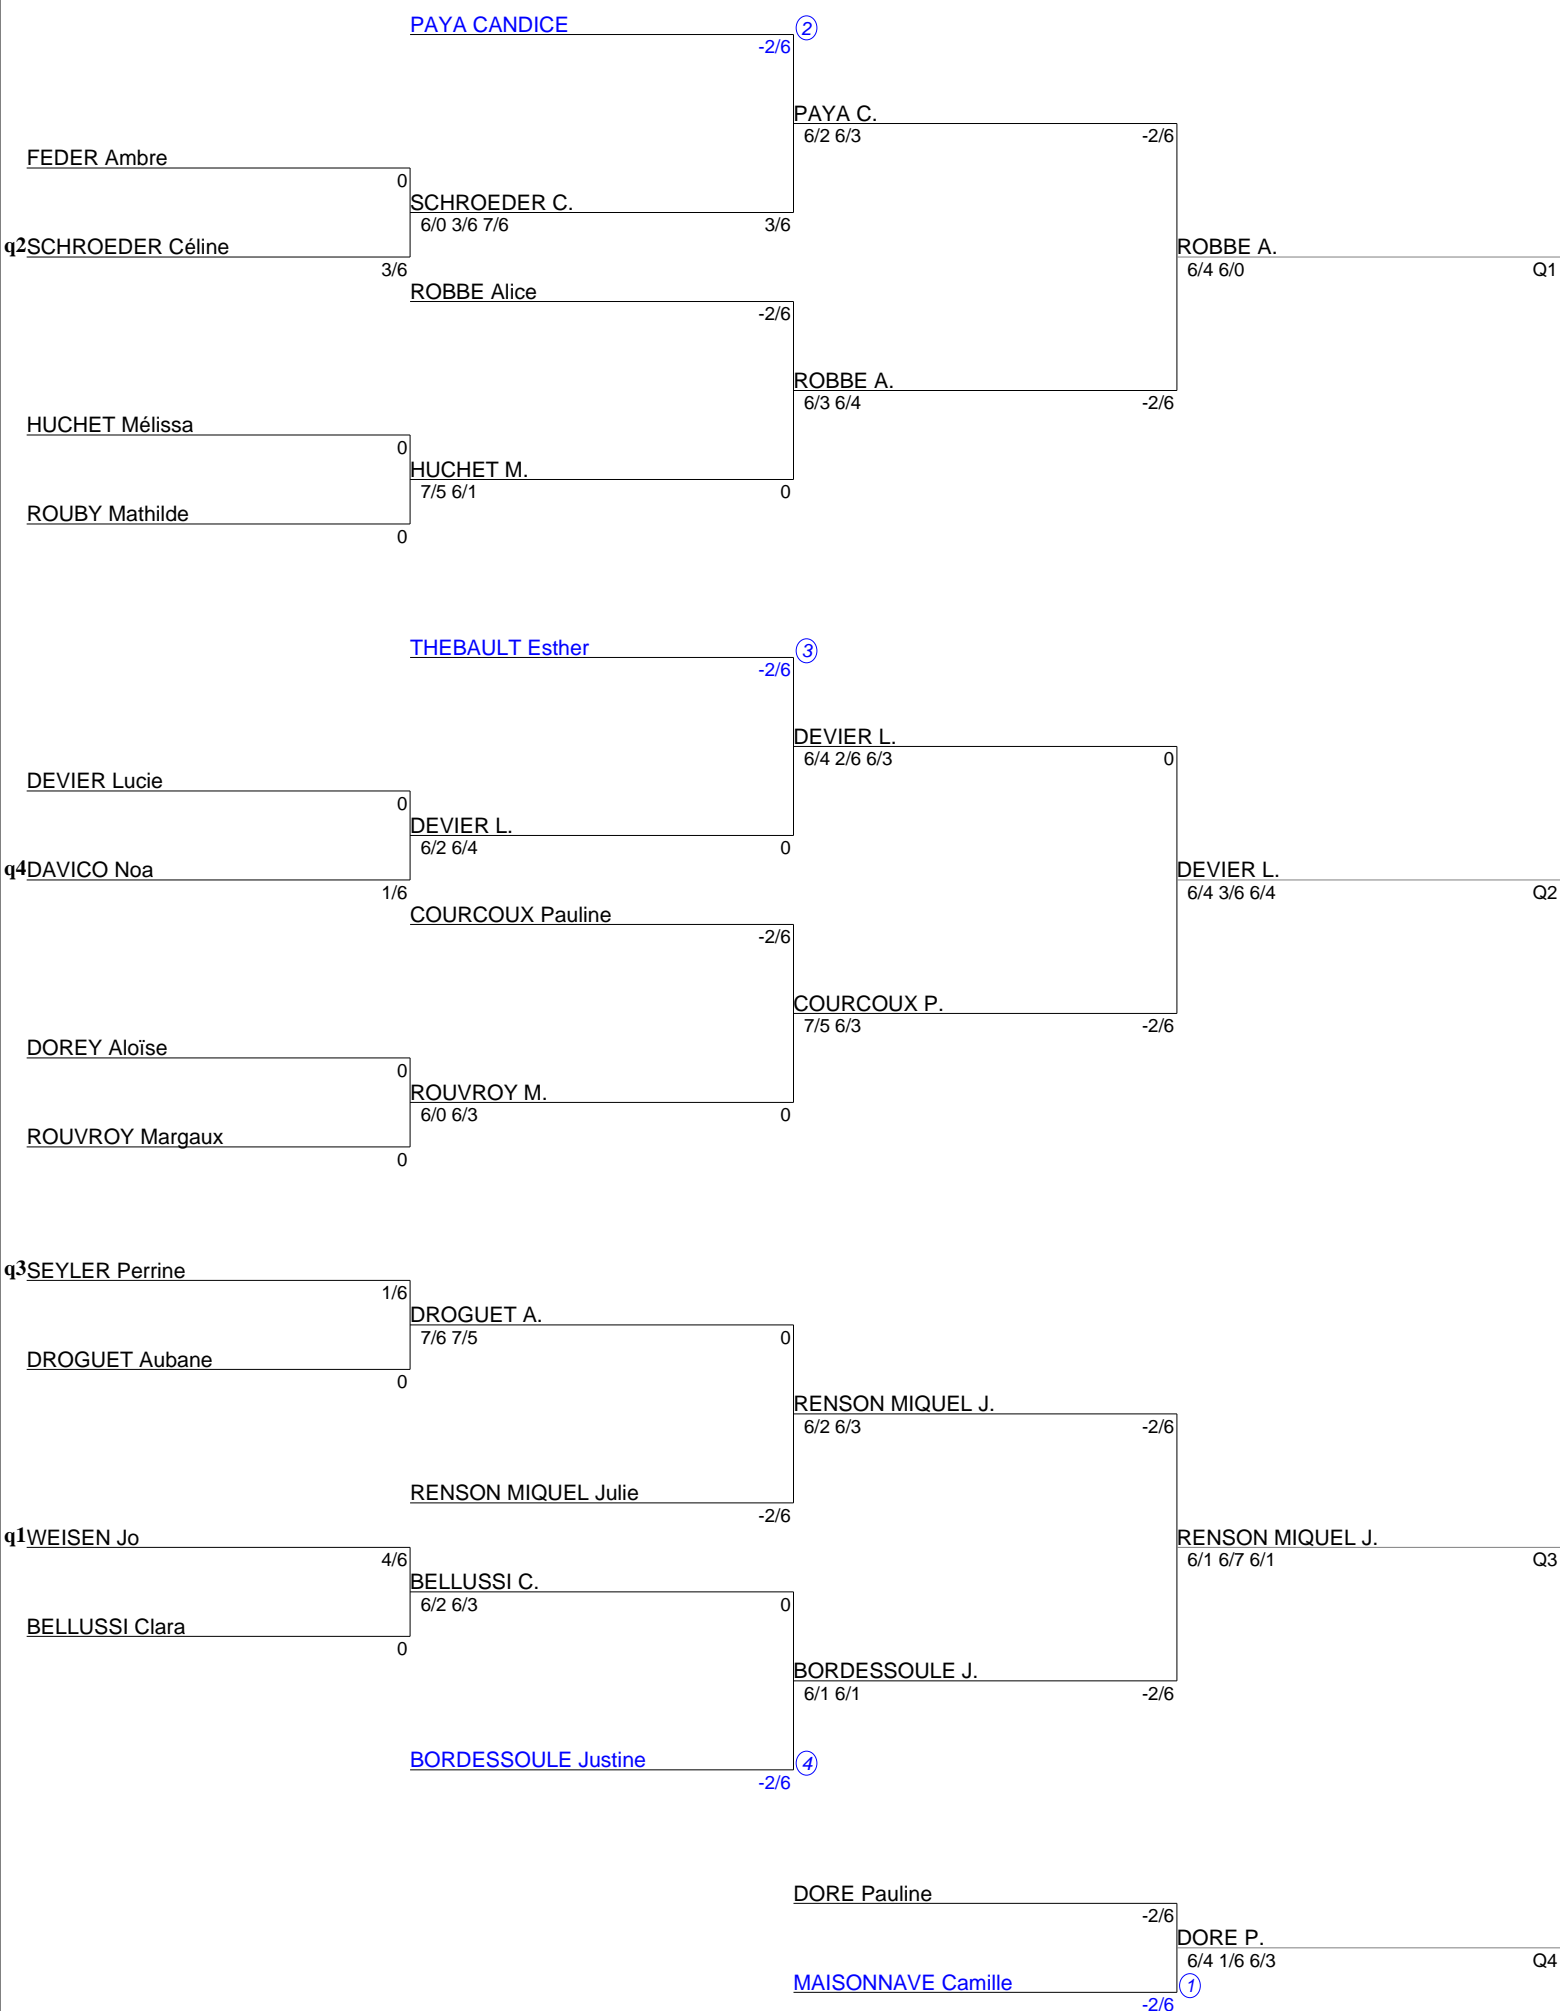 PAYA CANDICE 2
-2/6
PAYA C.
6/2 6/3 -2/6
FEDER Ambre
0
SCHROEDER C.
6/0 3/6 7/6 3/6
q2 SCHROEDER Céline
3/6
ROBBE A.
6/4 6/0 Q1
ROBBE Alice
-2/6
ROBBE A.
6/3 6/4 -2/6
HUCHET Mélissa
0
HUCHET M.
7/5 6/1 0
ROUBY Mathilde
0
THEBAULT Esther 3
-2/6
DEVIER L.
6/4 2/6 6/3 0
DEVIER Lucie
0
DEVIER L.
6/2 6/4 0
q4 DAVICO Noa
1/6
DEVIER L.
6/4 3/6 6/4 Q2
COURCOUX Pauline
-2/6
COURCOUX P.
7/5 6/3 -2/6
DOREY Aloïse
0
ROUVROY M.
6/0 6/3 0
ROUVROY Margaux
0
q3 SEYLER Perrine
1/6
DROGUET A.
7/6 7/5 0
DROGUET Aubane
0
RENSON MIQUEL J.
6/2 6/3 -2/6
RENSON MIQUEL Julie
-2/6
q1 WEISEN Jo
4/6
RENSON MIQUEL J.
6/1 6/7 6/1 Q3
BELLUSSI C.
6/2 6/3 0
BELLUSSI Clara
0
BORDESSOULE J.
6/1 6/1 -2/6
BORDESSOULE Justine 4
-2/6
DORE Pauline
-2/6
DORE P.
6/4 1/6 6/3 Q4
MAISONNAVE Camille 1
-2/6